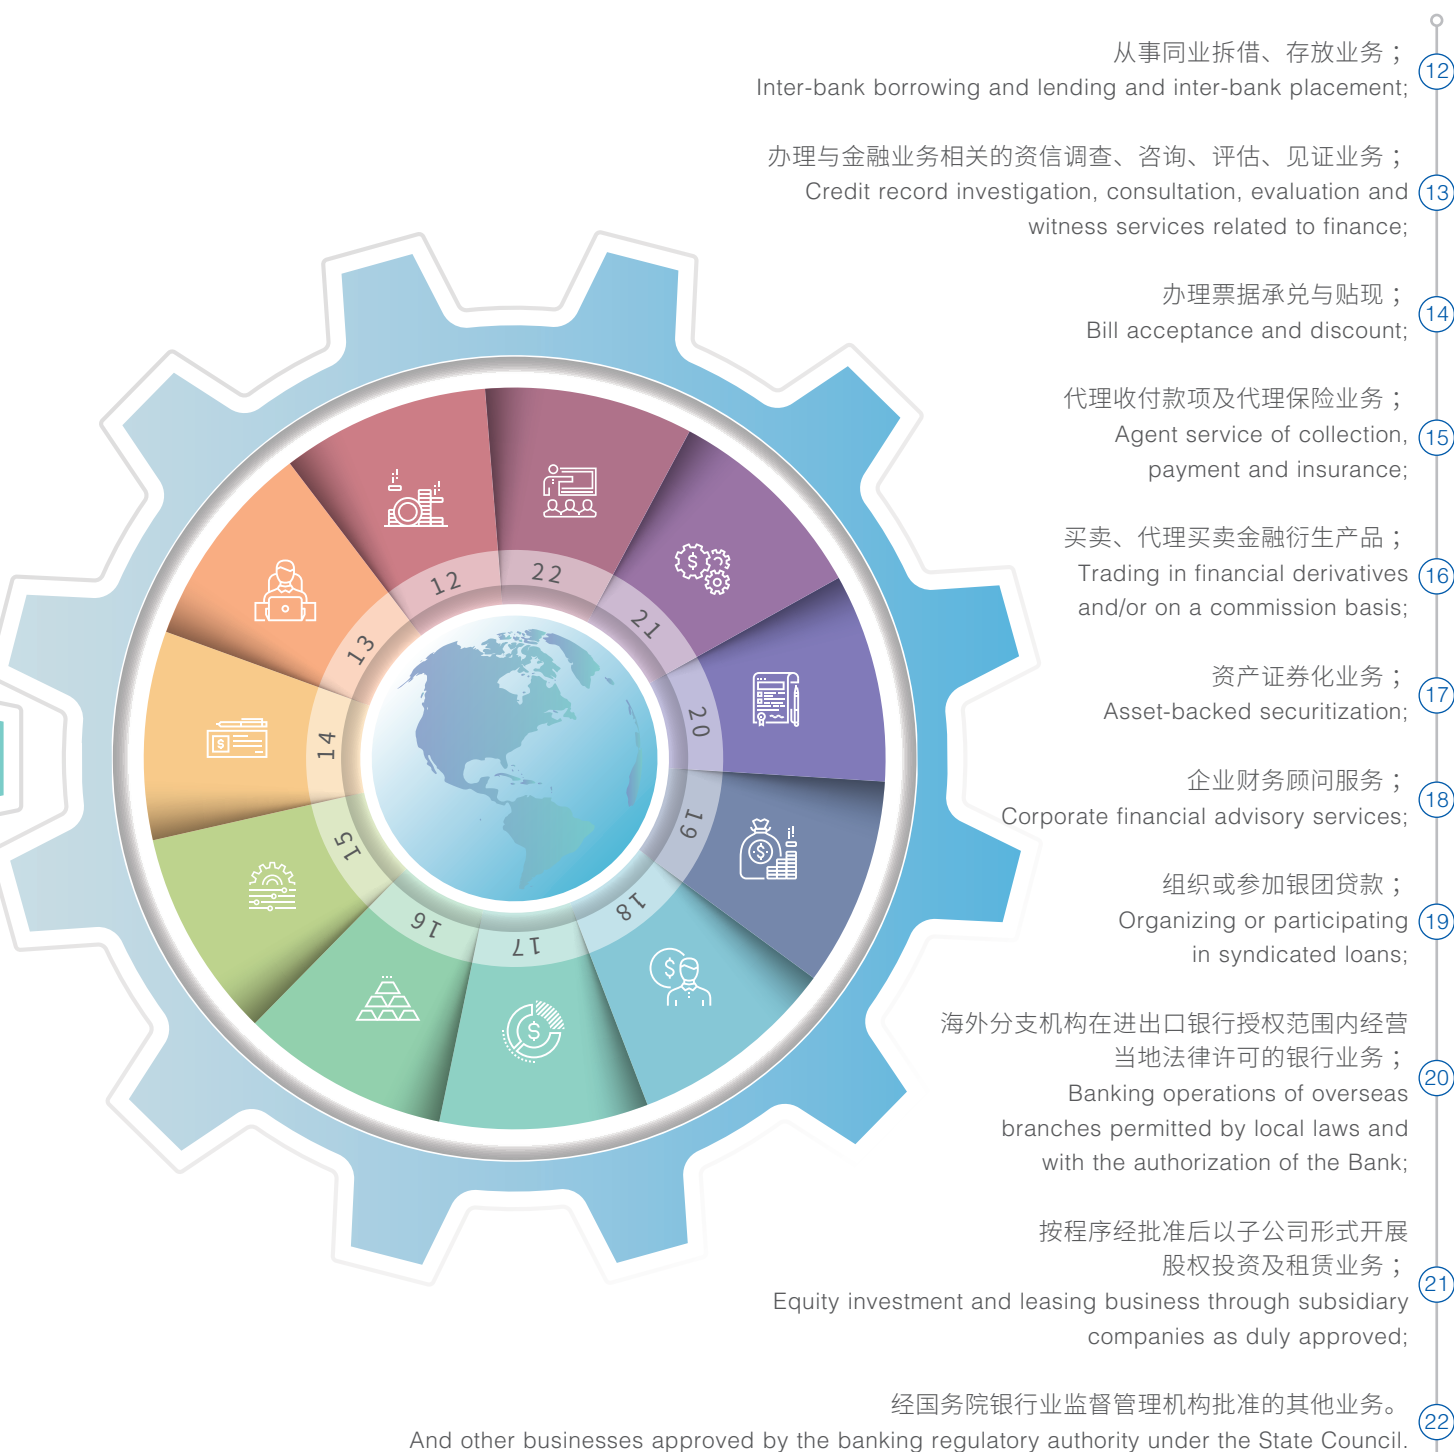 从事同业拆借、存放业务；
12
Inter-bank borrowing and lending and inter-bank placement;
办理与金融业务相关的资信调查、咨询、评估、见证业务；
Credit record investigation, consultation, evaluation and
13
witness services related to finance;
办理票据承兑与贴现；
14
Bill acceptance and discount;
代理收付款项及代理保险业务；
Agent service of collection,
15
payment and insurance;
买卖、代理买卖金融衍生产品；
Trading in financial derivatives
16
and/or on a commission basis;
资产证券化业务；
17
Asset-backed securitization;
企业财务顾问服务；
18
Corporate financial advisory services;
组织或参加银团贷款；
Organizing or participating
19
in syndicated loans;
海外分支机构在进出口银行授权范围内经营
当地法律许可的银行业务；
20
Banking operations of overseas
branches permitted by local laws and
with the authorization of the Bank;
按程序经批准后以子公司形式开展
股权投资及租赁业务；
21
Equity investment and leasing business through subsidiary
companies as duly approved;
经国务院银行业监督管理机构批准的其他业务。
22
And other businesses approved by the banking regulatory authority under the State Council.
12
13
14
15
16
17
18
19
20
21
22